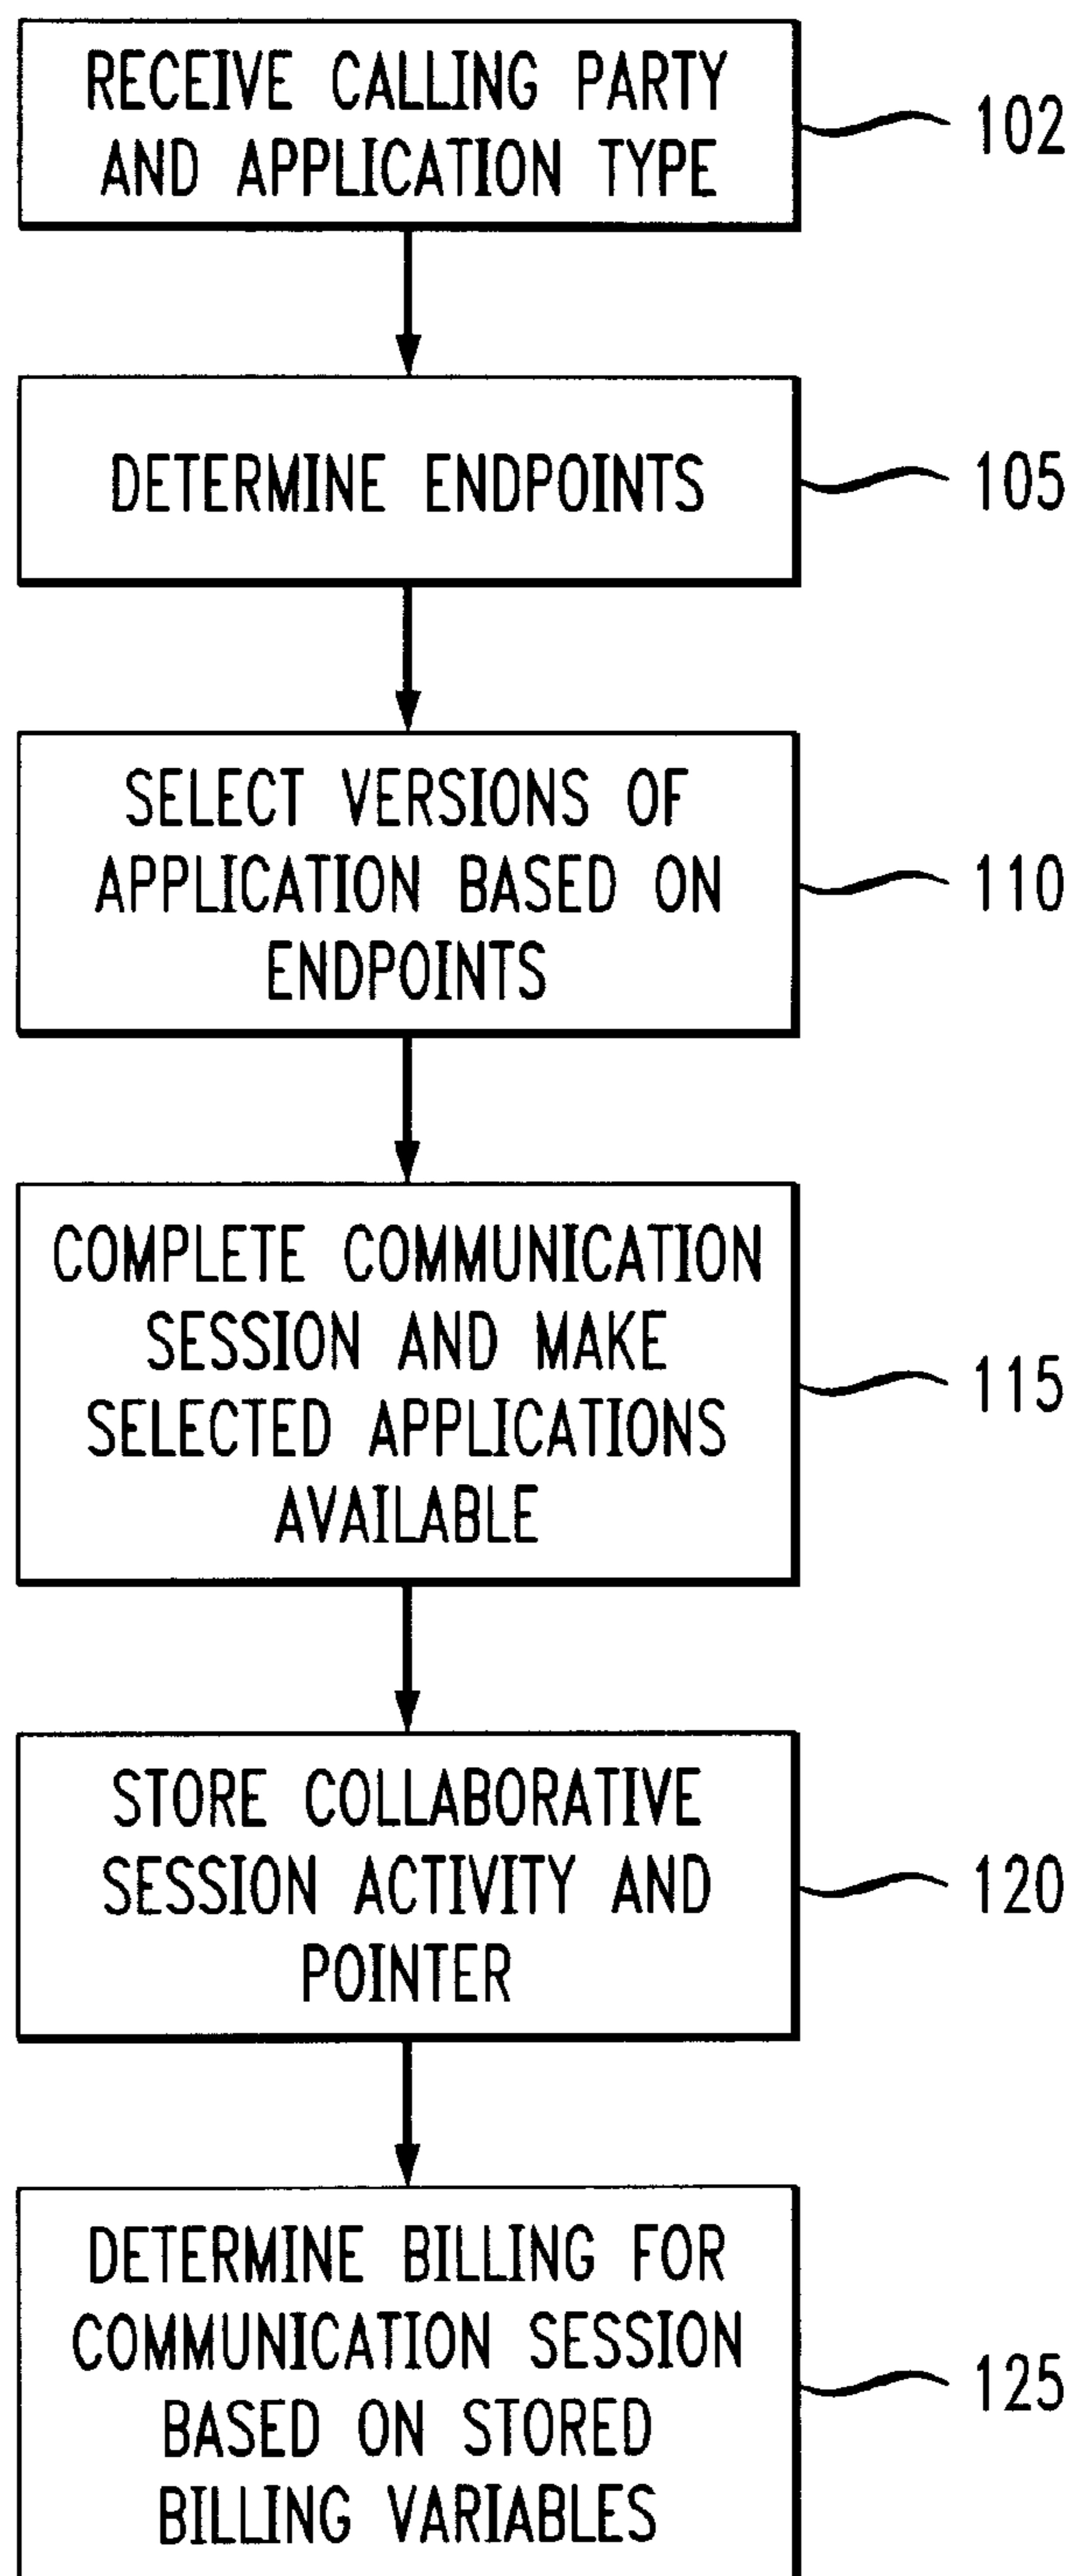 RECEIVE CALLING PARTY
AND APPLICATION TYPE
102
DETERMINE ENDPOINTS
105
SELECT VERSIONS OF
APPLICATION BASED ON
ENDPOINTS
110
COMPLETE COMMUNICATION
SESSION AND MAKE
SELECTED APPLICATIONS
AVAILABLE
115
STORE COLLABORATIVE
SESSION ACTIVITY AND
POINTER
120
DETERMINE BILLING FOR
COMMUNICATION SESSION
BASED ON STORED
BILLING VARIABLES
125